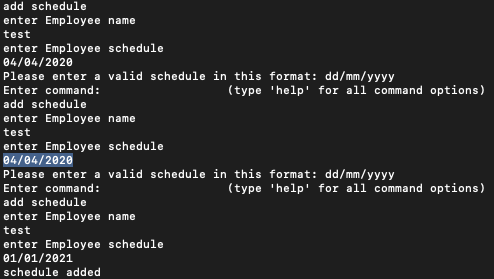 add schedule
enter Employee name
test
enter Employee schedule
04/04/2020
Please enter a valid schedule in this format: dd/mm/yyyy
Enter command: (type 'help' for all command options)
add schedule
enter Employee name
test
enter Employee schedule
04/04/2020
Please enter a valid schedule in this format: dd/mm/yyyy
Enter command: (type 'help' for all command options)
add schedule
enter Employee name
test
enter Employee schedule
01/01/2021
schedule added